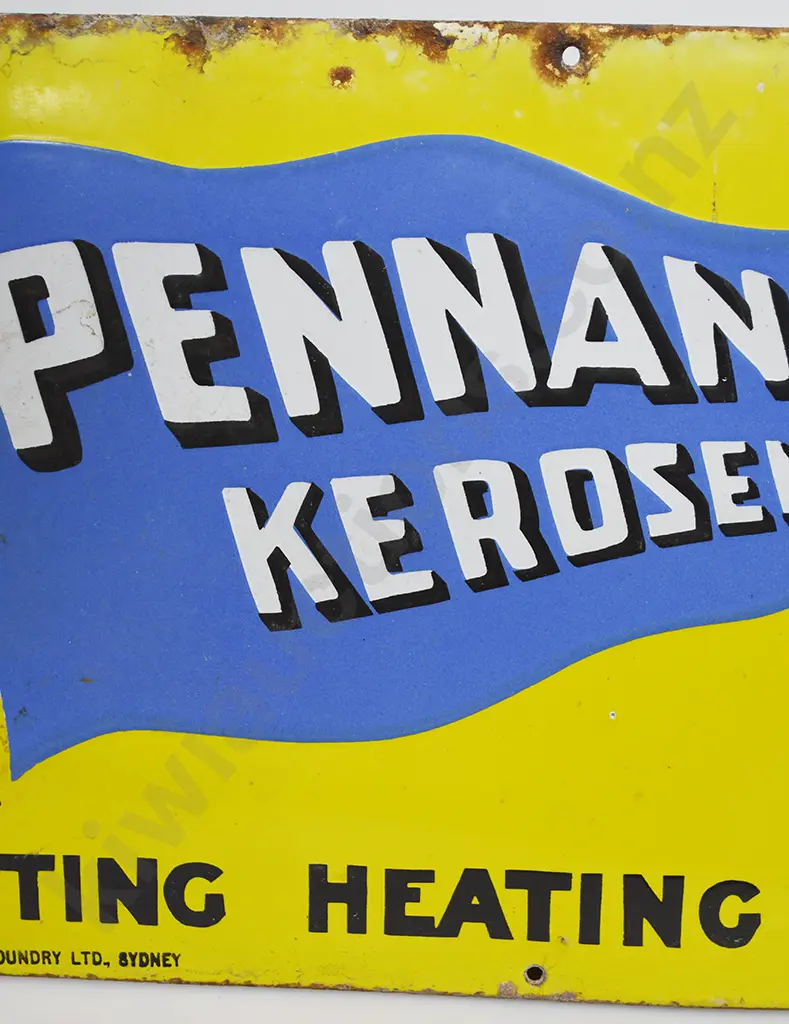 PENNAN
KEROSE
TING HEATING
OUNDRY LTD., SYDNEY